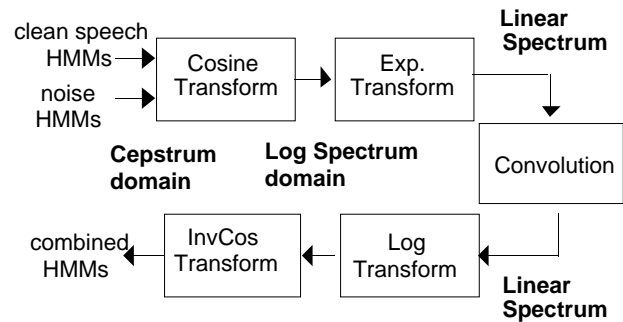 clean speech
HMMs
noise
HMMs
Cosine
Transform
Exp.
Transform
Linear
Spectrum
Cepstrum
domain
Log Spectrum
domain
Convolution
combined
HMMs
InvCos
Transform
Log
Transform
Linear
Spectrum